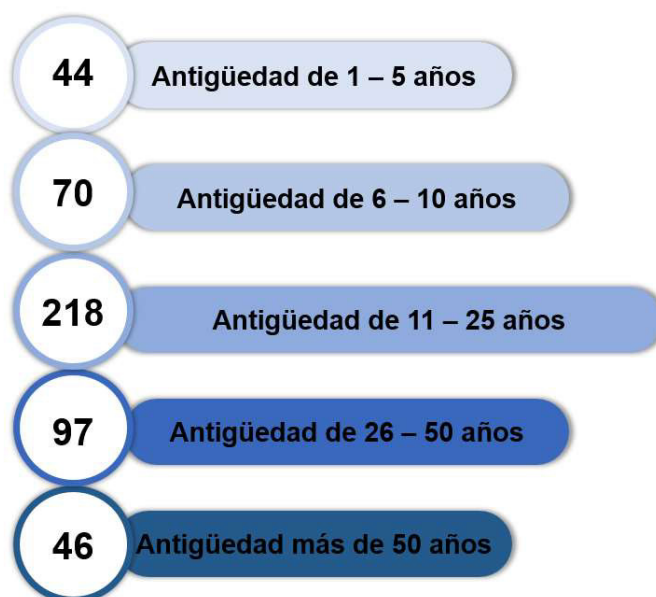 44 Antigüedad de 1 – 5 años
70 Antigüedad de 6 – 10 años
218 Antigüedad de 11 – 25 años
97 Antigüedad de 26 – 50 años
46 Antigüedad más de 50 años